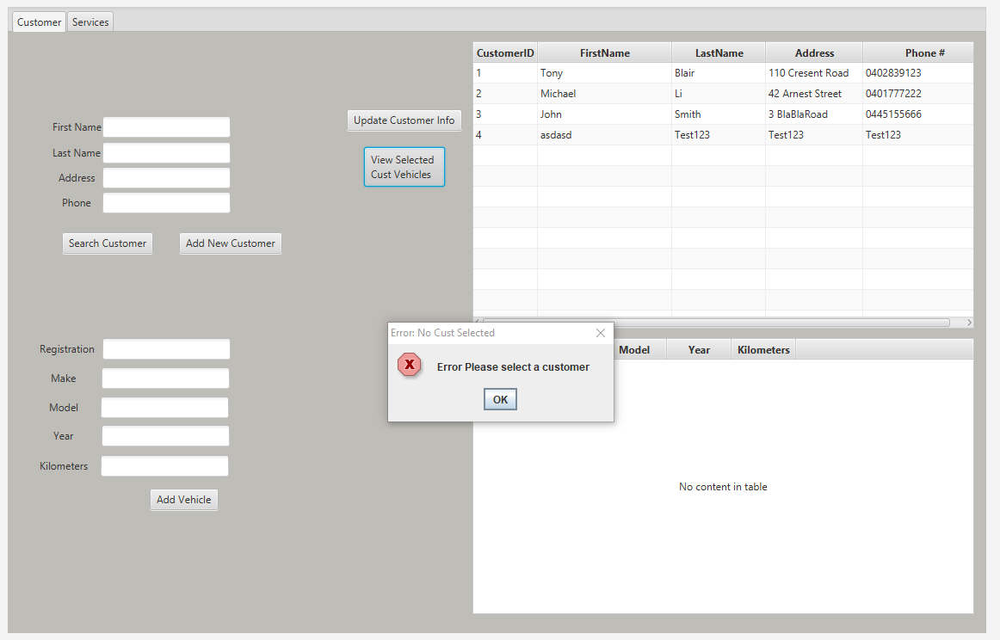 Customer Services
CustomerID FirstName LastName Address Phone #
1 Tony Blair 110 Cresent Road 0402839123
2 Michael Li 42 Arnest Street 0401777222
3 John Smith 3 BlaBlaRoad 0445155666
4 asdasd Test123 Test123 Test123
First Name
Last Name
Address
Phone
Search Customer Add New Customer
Update Customer Info
View Selected
Cust Vehicles
Error: No Cust Selected
X
Error Please select a customer
OK
Registration
Make
Model
Year
Kilometers
Add Vehicle
Model Year Kilometers
No content in table